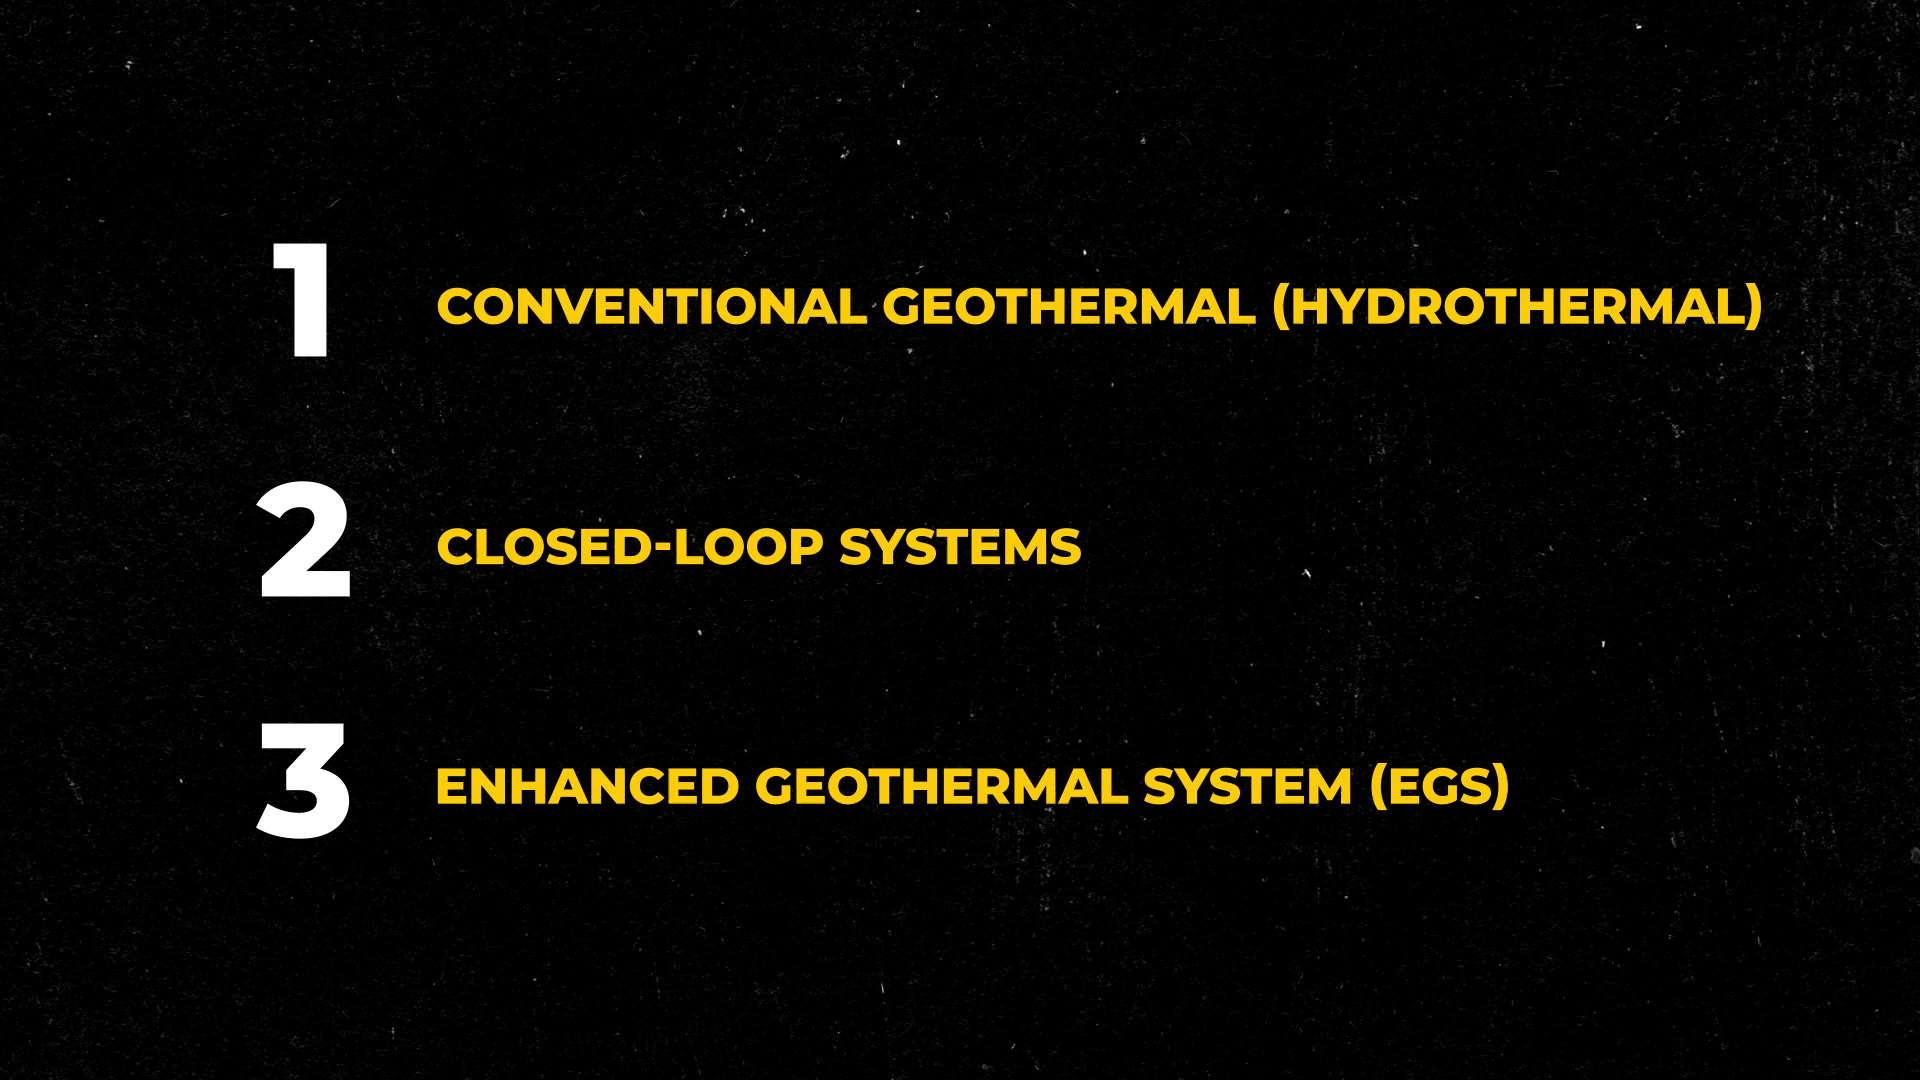 1 CONVENTIONAL GEOTHERMAL (HYDROTHERMAL)
2 CLOSED-LOOP SYSTEMS
3 ENHANCED GEOTHERMAL SYSTEM (EGS)